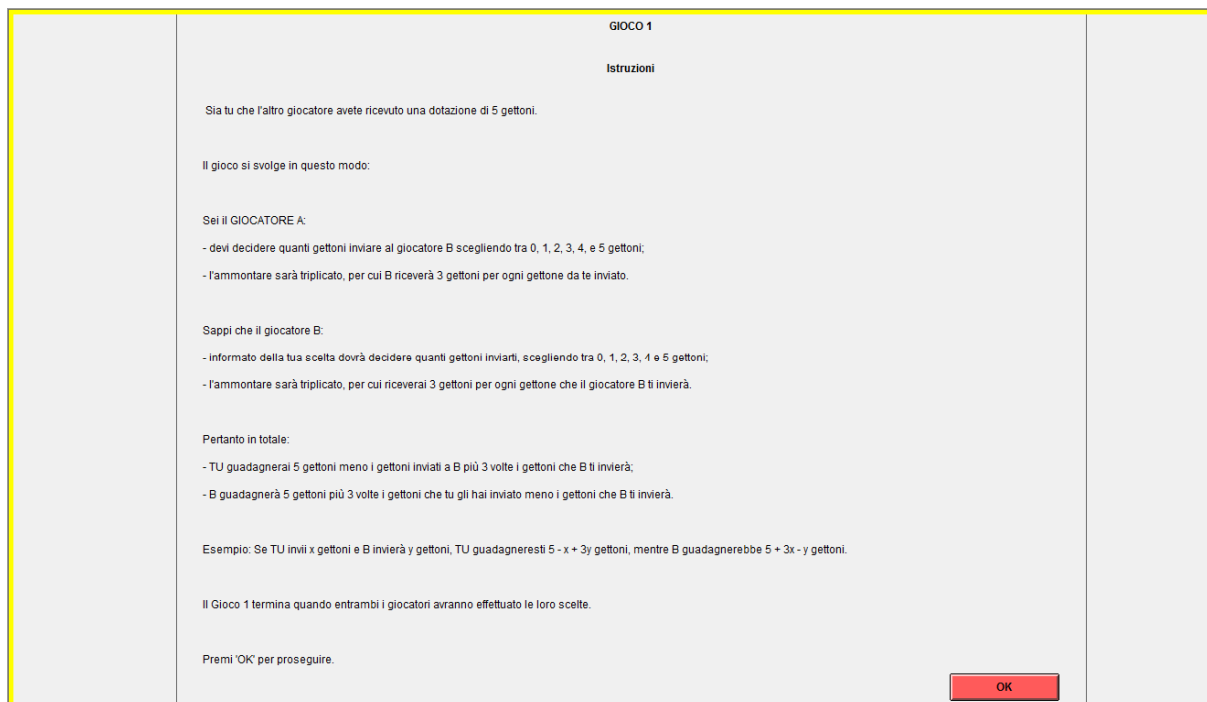 GIOCO 1
Istruzioni
Sia tu che l'altro giocatore avete ricevuto una dotazione di 5 gettoni.
Il gioco si svolge in questo modo:
Sei il GIOCATORE A:
- devi decidere quanti gettoni inviare al giocatore B scegliendo tra 0, 1, 2, 3, 4, e 5 gettoni;
- l'ammontare sarà triplicato, per cui B riceverà 3 gettoni per ogni gettone da te inviato.
Sappi che il giocatore B:
- informato della tua scelta dovrà decidere quanti gettoni inviarti, scegliendo tra 0, 1, 2, 3, 4 e 5 gettoni;
- l'ammontare sarà triplicato, per cui riceverai 3 gettoni per ogni gettone che il giocatore B ti invierà.
Pertanto in totale:
- TU guadagnerai 5 gettoni meno i gettoni inviati a B più 3 volte i gettoni che B ti invierà;
- B guadagnerà 5 gettoni più 3 volte i gettoni che tu gli hai inviato meno i gettoni che B ti invierà.
Esempio: Se TU invii x gettoni e B invierà y gettoni, TU guadagneresti 5 - x + 3y gettoni, mentre B guadagnerebbe 5 + 3x - y gettoni.
Il Gioco 1 termina quando entrambi i giocatori avranno effettuato le loro scelte.
Premi 'OK' per proseguire.
OK